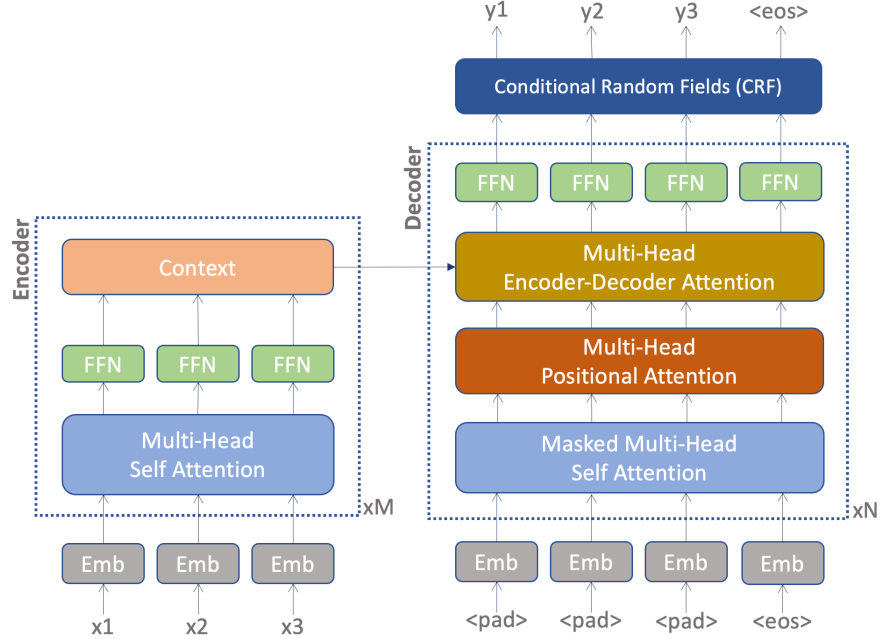 y1 y2 y3 <eos>
Conditional Random Fields (CRF)
Decoder
FFN FFN FFN FFN
Multi-Head
Encoder-Decoder Attention
Multi-Head
Positional Attention
Masked Multi-Head
Self Attention
xN
Emb Emb Emb Emb
<pad> <pad> <pad> <eos>
Encoder
Context
FFN FFN FFN
Multi-Head
Self Attention
xM
Emb Emb Emb
x1 x2 x3